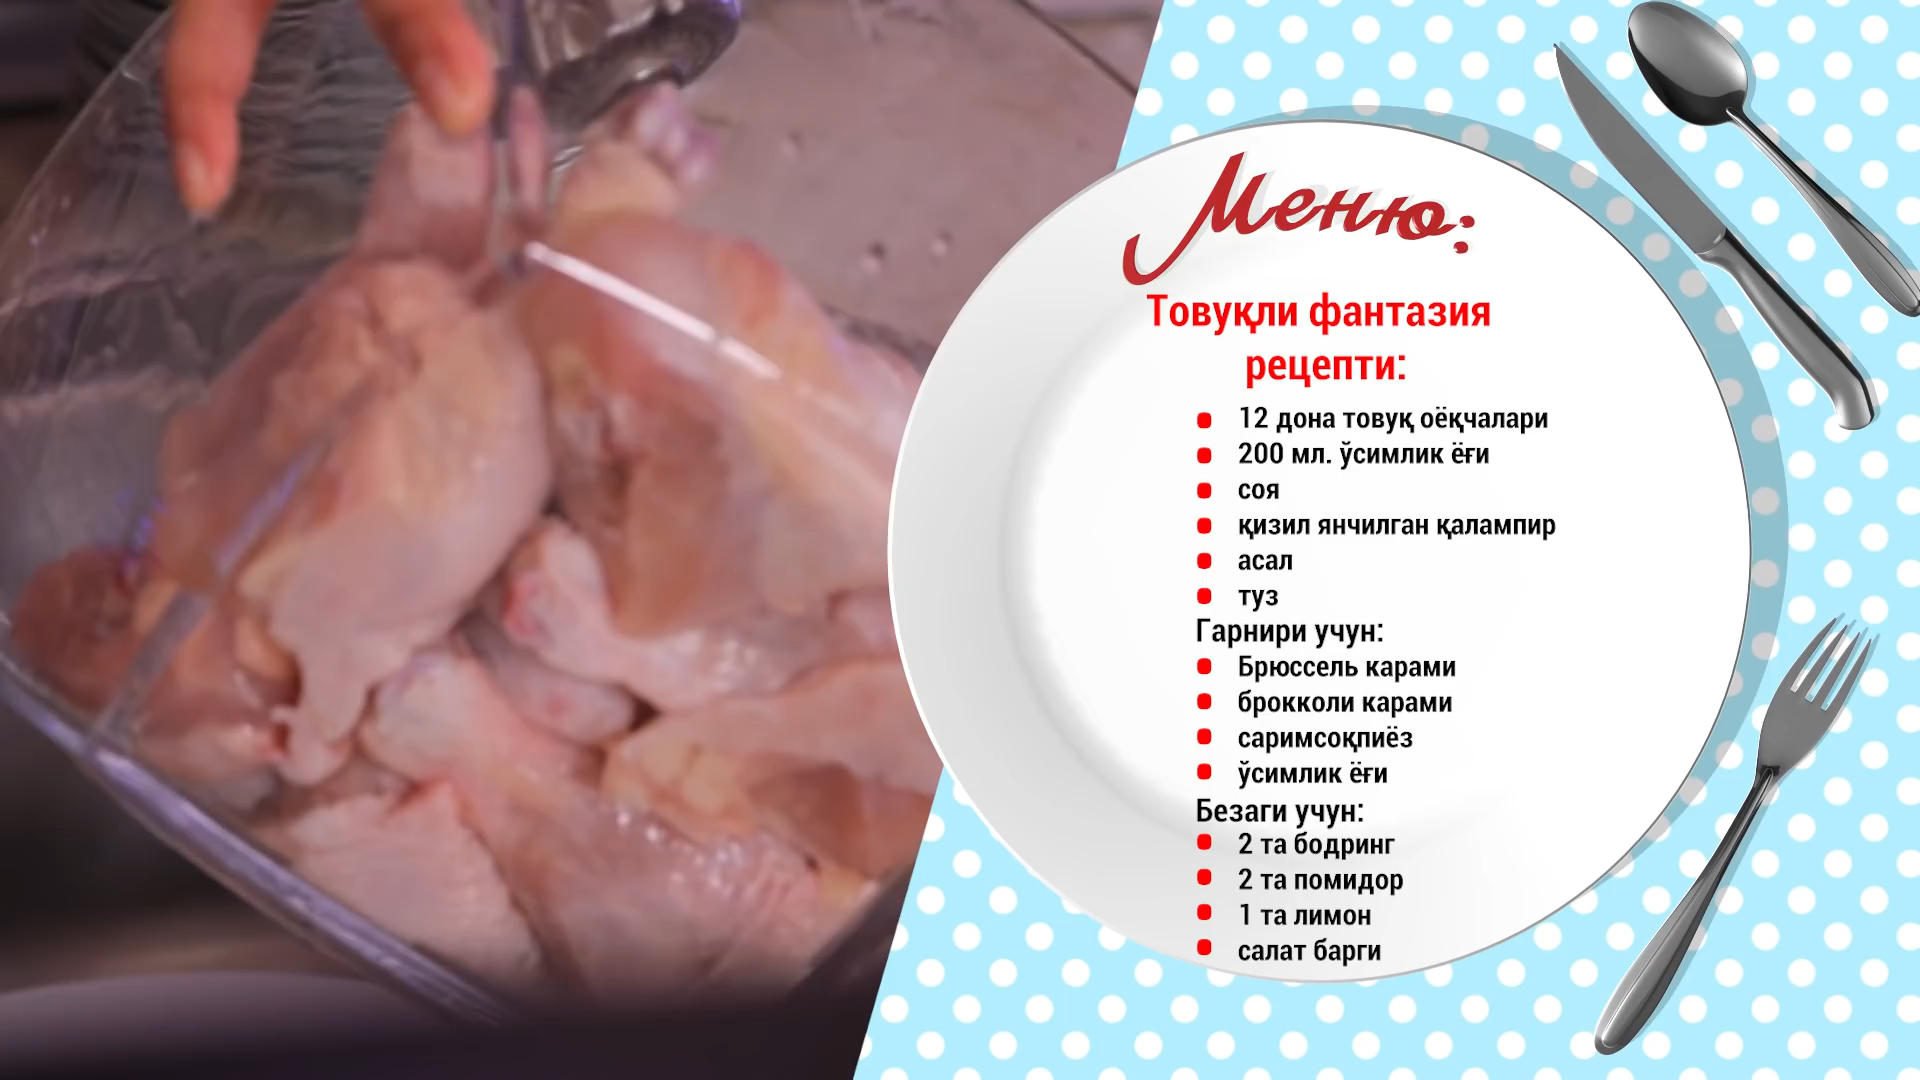 Меню:
Товуқли фантазия
рецепти:
12 дона товуқ оёқчалари
200 мл. ўсимлик ёғи
соя
қизил янчилган қалампир
асал
туз
Гарнири учун:
Брюссель карами
брокколи карами
саримсоқпиёз
ўсимлик ёғи
Безаги учун:
2 та бодринг
2 та помидор
1 та лимон
салат барги